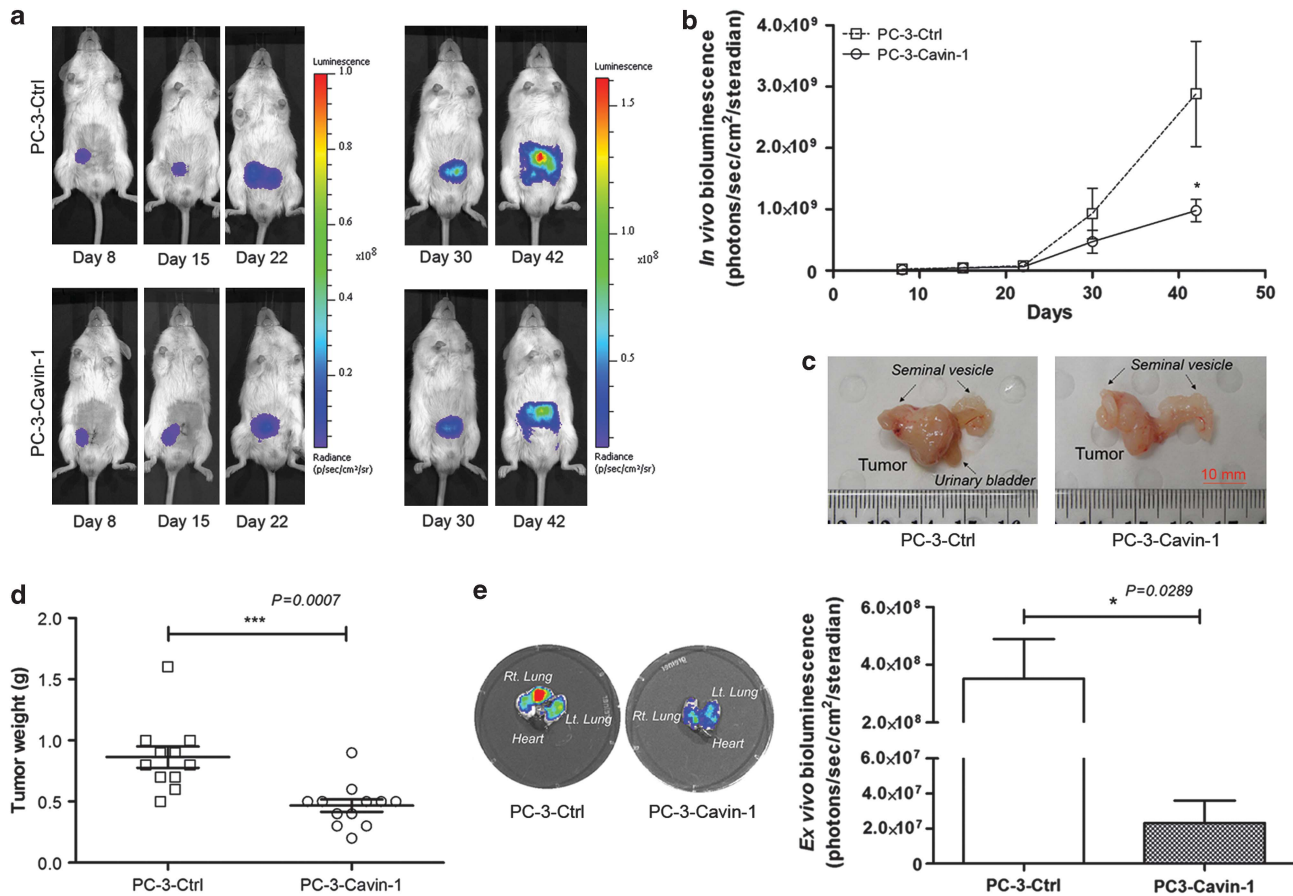 a
PC-3-Ctrl
Day 8
Day 15
Day 22
Luminescence
1.0
0.8
0.6
x10⁸
0.4
0.2
Radiance
(p/sec/cm²/sr)
Day 30
Day 42
Luminescence
1.5
1.0
x10⁸
0.5
Radiance
(p/sec/cm²/sr)
PC-3-Cavin-1
Day 8
Day 15
Day 22
Day 30
Day 42
b
In vivo bioluminescence
(photons/sec/cm²/steradian)
4.0×10⁹
3.0×10⁹
2.0×10⁹
1.0×10⁹
0
PC-3-Ctrl
PC-3-Cavin-1
*
0 10 20 30 40 50
Days
c
Seminal vesicle
Tumor
Urinary bladder
PC-3-Ctrl
Seminal vesicle
Tumor
10 mm
PC-3-Cavin-1
d
P=0.0007
***
Tumor weight (g)
2.0
1.5
1.0
0.5
0.0
PC-3-Ctrl
PC-3-Cavin-1
e
Rt. Lung
Lt. Lung
Heart
PC-3-Ctrl
Lt. Lung
Rt. Lung
Heart
PC-3-Cavin-1
Ex vivo bioluminescence
(photons/sec/cm²/steradian)
P=0.0289
*
6.0×10⁸
4.0×10⁸
2.0×10⁸
6.0×10⁷
4.0×10⁷
2.0×10⁷
0
PC-3-Ctrl
PC3-Cavin-1